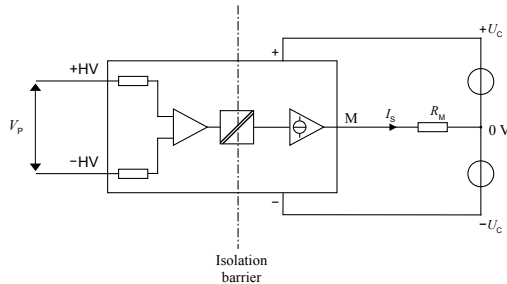 +U_C
+
+HV
V_P
M
I_S
R_M
0 V
−HV
−
−U_C
Isolation
barrier